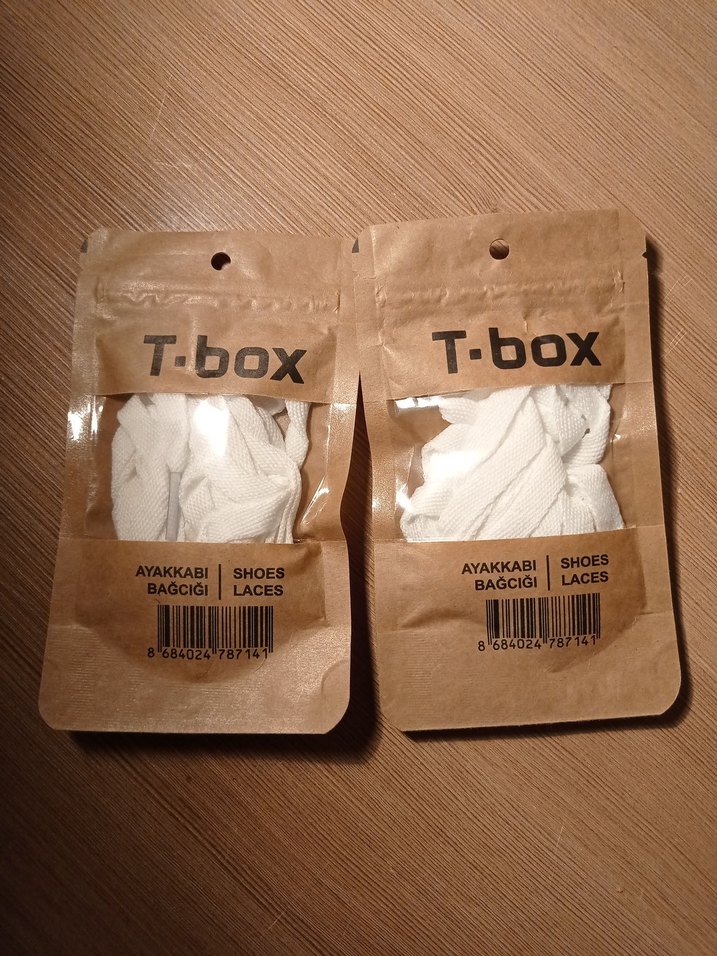 T·box
AYAKKABI | SHOES
BAĞCIĞI | LACES
8 684024 787141
T·box
AYAKKABI | SHOES
BAĞCIĞI | LACES
8 684024 787141